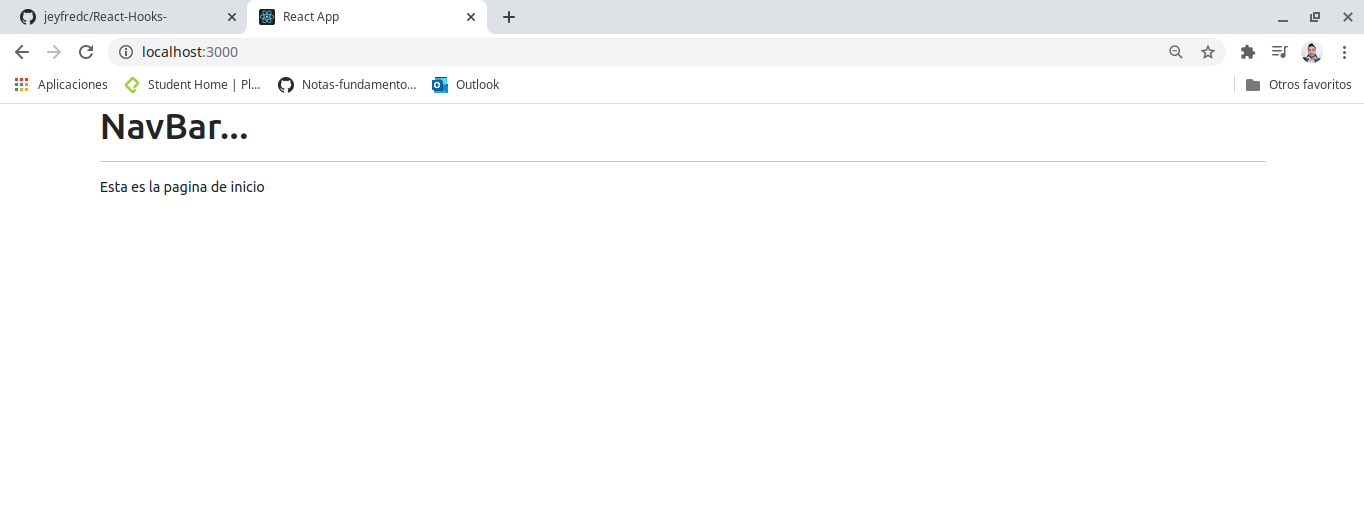 jeyfredc/React-Hooks-
React App
localhost:3000
Aplicaciones
Student Home | Pl...
Notas-fundamento...
Outlook
Otros favoritos
NavBar...
Esta es la pagina de inicio